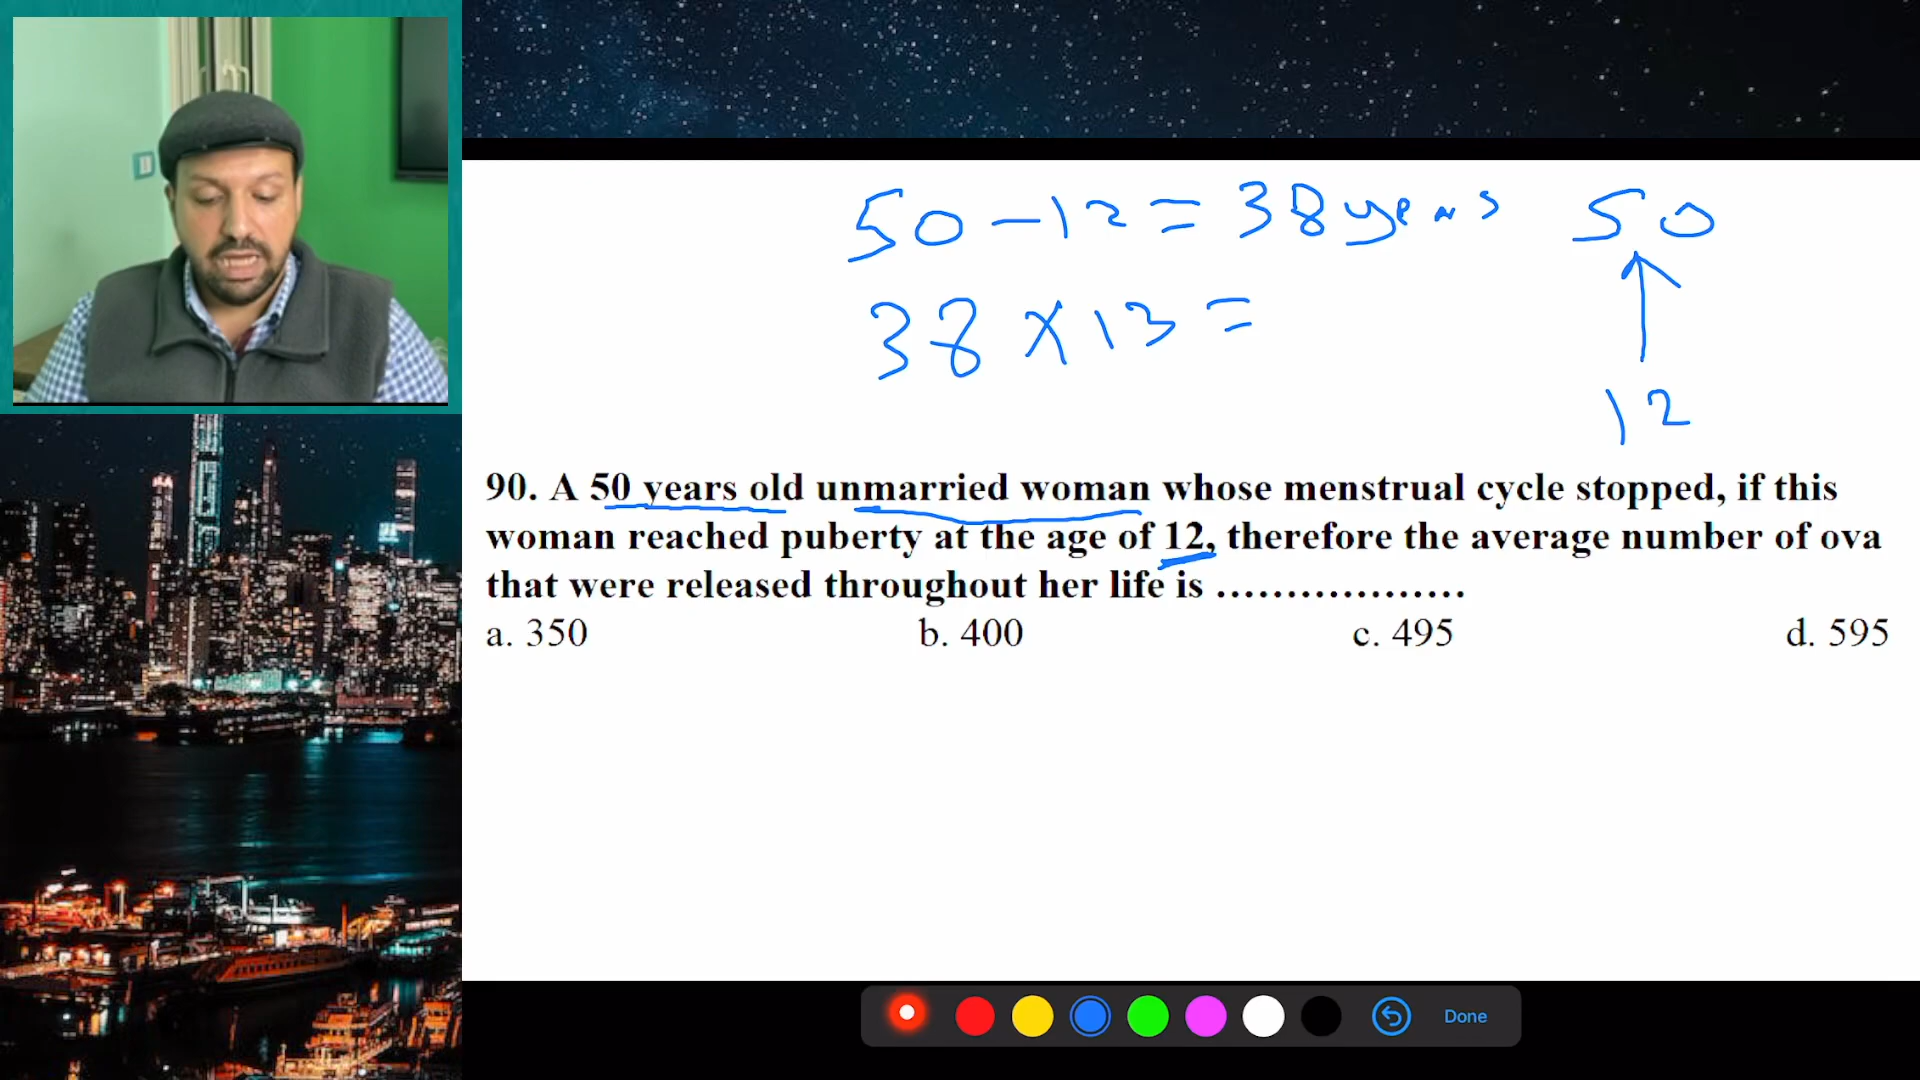 50 - 12 = 38 years
50
38 × 13 =
12
90. A 50 years old unmarried woman whose menstrual cycle stopped, if this
woman reached puberty at the age of 12, therefore the average number of ova
that were released throughout her life is ………………
a. 350 b. 400 c. 495 d. 595
Done